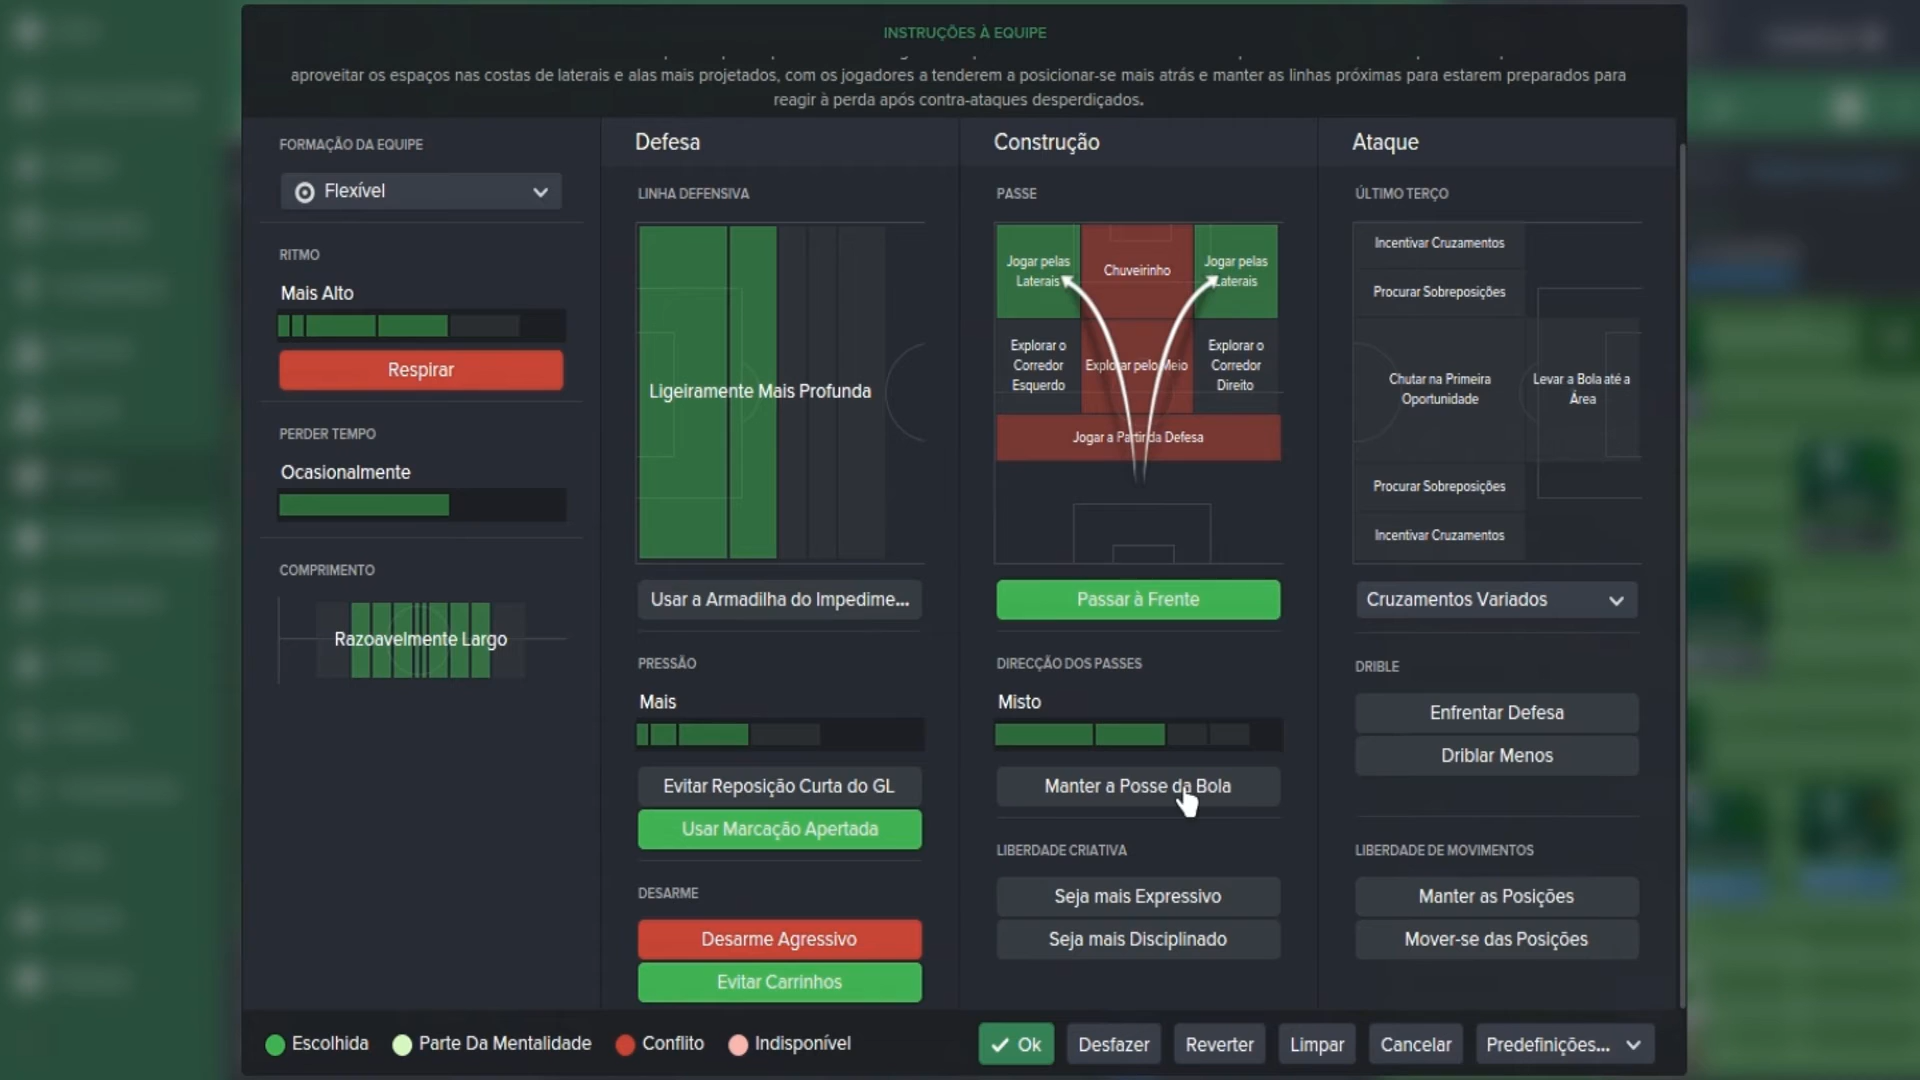 INSTRUÇÕES À EQUIPE
aproveitar os espaços nas costas de laterais e alas mais projetados, com os jogadores a tenderem a posicionar-se mais atrás e manter as linhas próximas para estarem preparados para
reagir à perda após contra-ataques desperdiçados.
FORMAÇÃO DA EQUIPE
Flexível
RITMO
Mais Alto
Respirar
PERDER TEMPO
Ocasionalmente
COMPRIMENTO
Razoavelmente Largo
Defesa
LINHA DEFENSIVA
Ligeiramente Mais Profunda
Usar a Armadilha do Impedime...
PRESSÃO
Mais
Evitar Reposição Curta do GL
Usar Marcação Apertada
DESARME
Desarme Agressivo
Evitar Carrinhos
Construção
PASSE
Jogar pelas
Laterais
Chuveirinho
Jogar pelas
Laterais
Explorar o
Corredor
Esquerdo
Explorar pelo Meio
Explorar o
Corredor
Direito
Jogar a Partir da Defesa
Passar à Frente
DIRECÇÃO DOS PASSES
Misto
Manter a Posse da Bola
LIBERDADE CRIATIVA
Seja mais Expressivo
Seja mais Disciplinado
Ataque
ÚLTIMO TERÇO
Incentivar Cruzamentos
Procurar Sobreposições
Chutar na Primeira
Oportunidade
Levar a Bola até a
Área
Procurar Sobreposições
Incentivar Cruzamentos
Cruzamentos Variados
DRIBLE
Enfrentar Defesa
Driblar Menos
LIBERDADE DE MOVIMENTOS
Manter as Posições
Mover-se das Posições
Escolhida
Parte Da Mentalidade
Conflito
Indisponível
Ok
Desfazer
Reverter
Limpar
Cancelar
Predefinições...